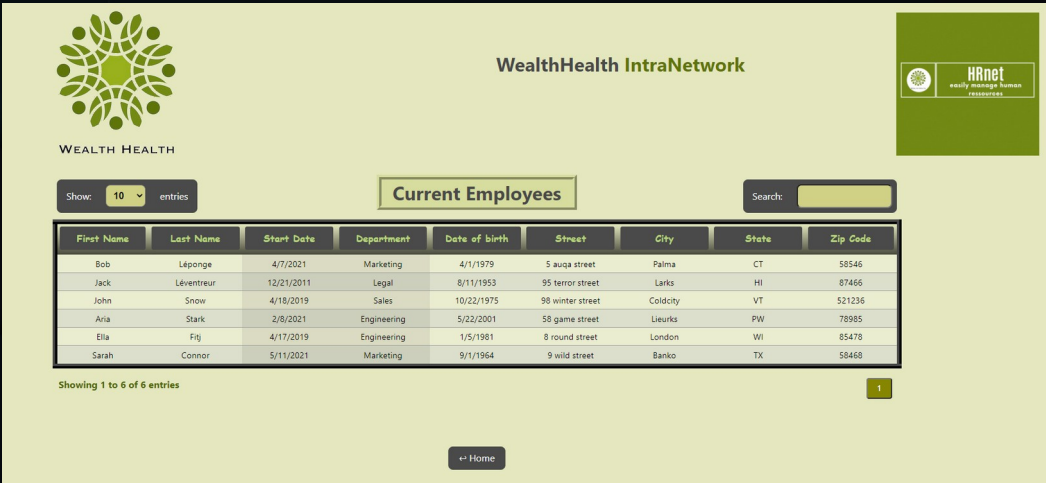 WealthHealth IntraNetwork
HRnet
easily manage human
ressources
WEALTH HEALTH
Show: 10 entries
Current Employees
Search:
First Name Last Name Start Date Department Date of birth Street City State Zip Code
Bob Léponge 4/7/2021 Marketing 4/1/1979 5 auqa street Palma CT 58546
Jack Léventreur 12/21/2011 Legal 8/11/1953 95 terror street Larks HI 87466
John Snow 4/18/2019 Sales 10/22/1975 98 winter street Coldcity VT 521236
Aria Stark 2/8/2021 Engineering 5/22/2001 58 game street Lieurks PW 78985
Ella Fitj 4/17/2019 Engineering 1/5/1981 8 round street London WI 85478
Sarah Connor 5/11/2021 Marketing 9/1/1964 9 wild street Banko TX 58468
Showing 1 to 6 of 6 entries
1
↩ Home